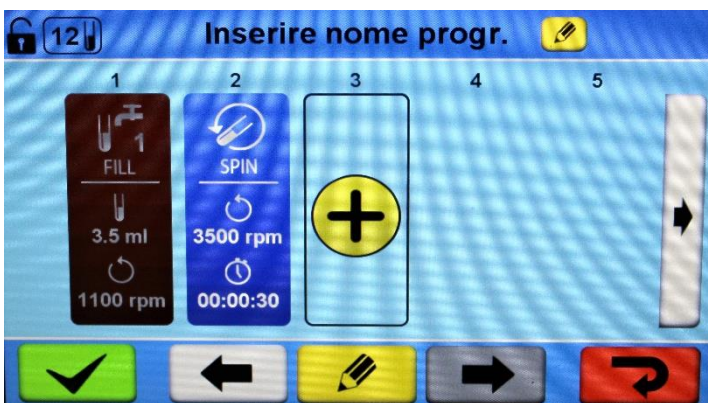 12 Inserire nome progr.
1 2 3 4 5
1
FILL SPIN
3.5 ml 3500 rpm
1100 rpm 00:00:30